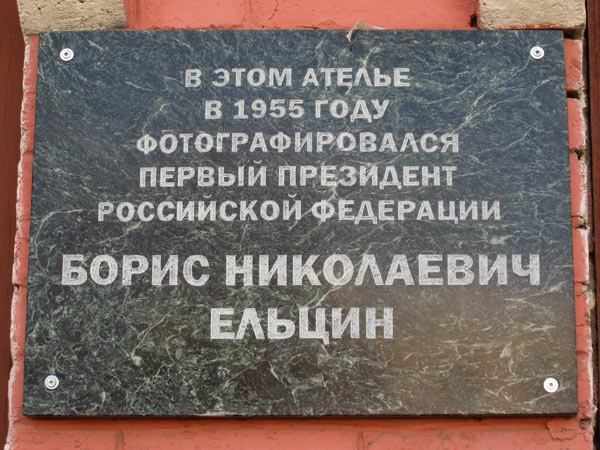 В ЭТОМ АТЕЛЬЕ
В 1955 ГОДУ
ФОТОГРАФИРОВАЛСЯ
ПЕРВЫЙ ПРЕЗИДЕНТ
РОССИЙСКОЙ ФЕДЕРАЦИИ
БОРИС НИКОЛАЕВИЧ
ЕЛЬЦИН